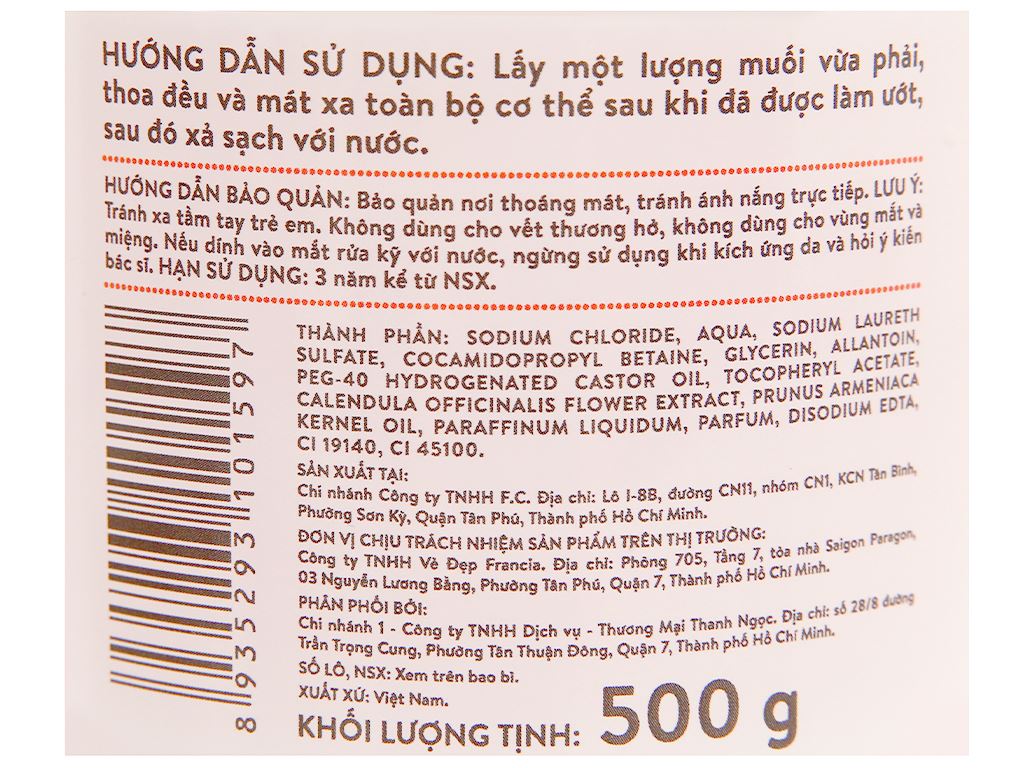 HƯỚNG DẪN SỬ DỤNG: Lấy một lượng muối vừa phải,
thoa đều và mát xa toàn bộ cơ thể sau khi đã được làm ướt,
sau đó xả sạch với nước.
HƯỚNG DẪN BẢO QUẢN: Bảo quản nơi thoáng mát, tránh ánh nắng trực tiếp. LƯU Ý:
Tránh xa tầm tay trẻ em. Không dùng cho vết thương hở, không dùng cho vùng mắt và
miệng. Nếu dính vào mắt rửa kỹ với nước, ngừng sử dụng khi kích ứng da và hỏi ý kiến
bác sĩ. HẠN SỬ DỤNG: 3 năm kể từ NSX.
THÀNH PHẦN: SODIUM CHLORIDE, AQUA, SODIUM LAURETH
SULFATE, COCAMIDOPROPYL BETAINE, GLYCERIN, ALLANTOIN,
PEG-40 HYDROGENATED CASTOR OIL, TOCOPHERYL ACETATE,
CALENDULA OFFICINALIS FLOWER EXTRACT, PRUNUS ARMENIACA
KERNEL OIL, PARAFFINUM LIQUIDUM, PARFUM, DISODIUM EDTA,
CI 19140, CI 45100.
SẢN XUẤT TẠI:
Chi nhánh Công ty TNHH F.C. Địa chỉ: Lô I-8B, đường CN11, nhóm CN1, KCN Tân Bình,
Phường Sơn Kỳ, Quận Tân Phú, Thành phố Hồ Chí Minh.
ĐƠN VỊ CHỊU TRÁCH NHIỆM SẢN PHẨM TRÊN THỊ TRƯỜNG:
Công ty TNHH Vẻ Đẹp Francia. Địa chỉ: Phòng 705, Tầng 7, tòa nhà Saigon Paragon,
03 Nguyễn Lương Bằng, Phường Tân Phú, Quận 7, Thành phố Hồ Chí Minh.
PHÂN PHỐI BỞI:
Chi nhánh 1 - Công ty TNHH Dịch vụ - Thương Mại Thanh Ngọc. Địa chỉ: số 28/8 đường
Trần Trọng Cung, Phường Tân Thuận Đông, Quận 7, Thành phố Hồ Chí Minh.
SỐ LÔ, NSX: Xem trên bao bì.
XUẤT XỨ: Việt Nam.
KHỐI LƯỢNG TỊNH: 500 g
8 935293 101597